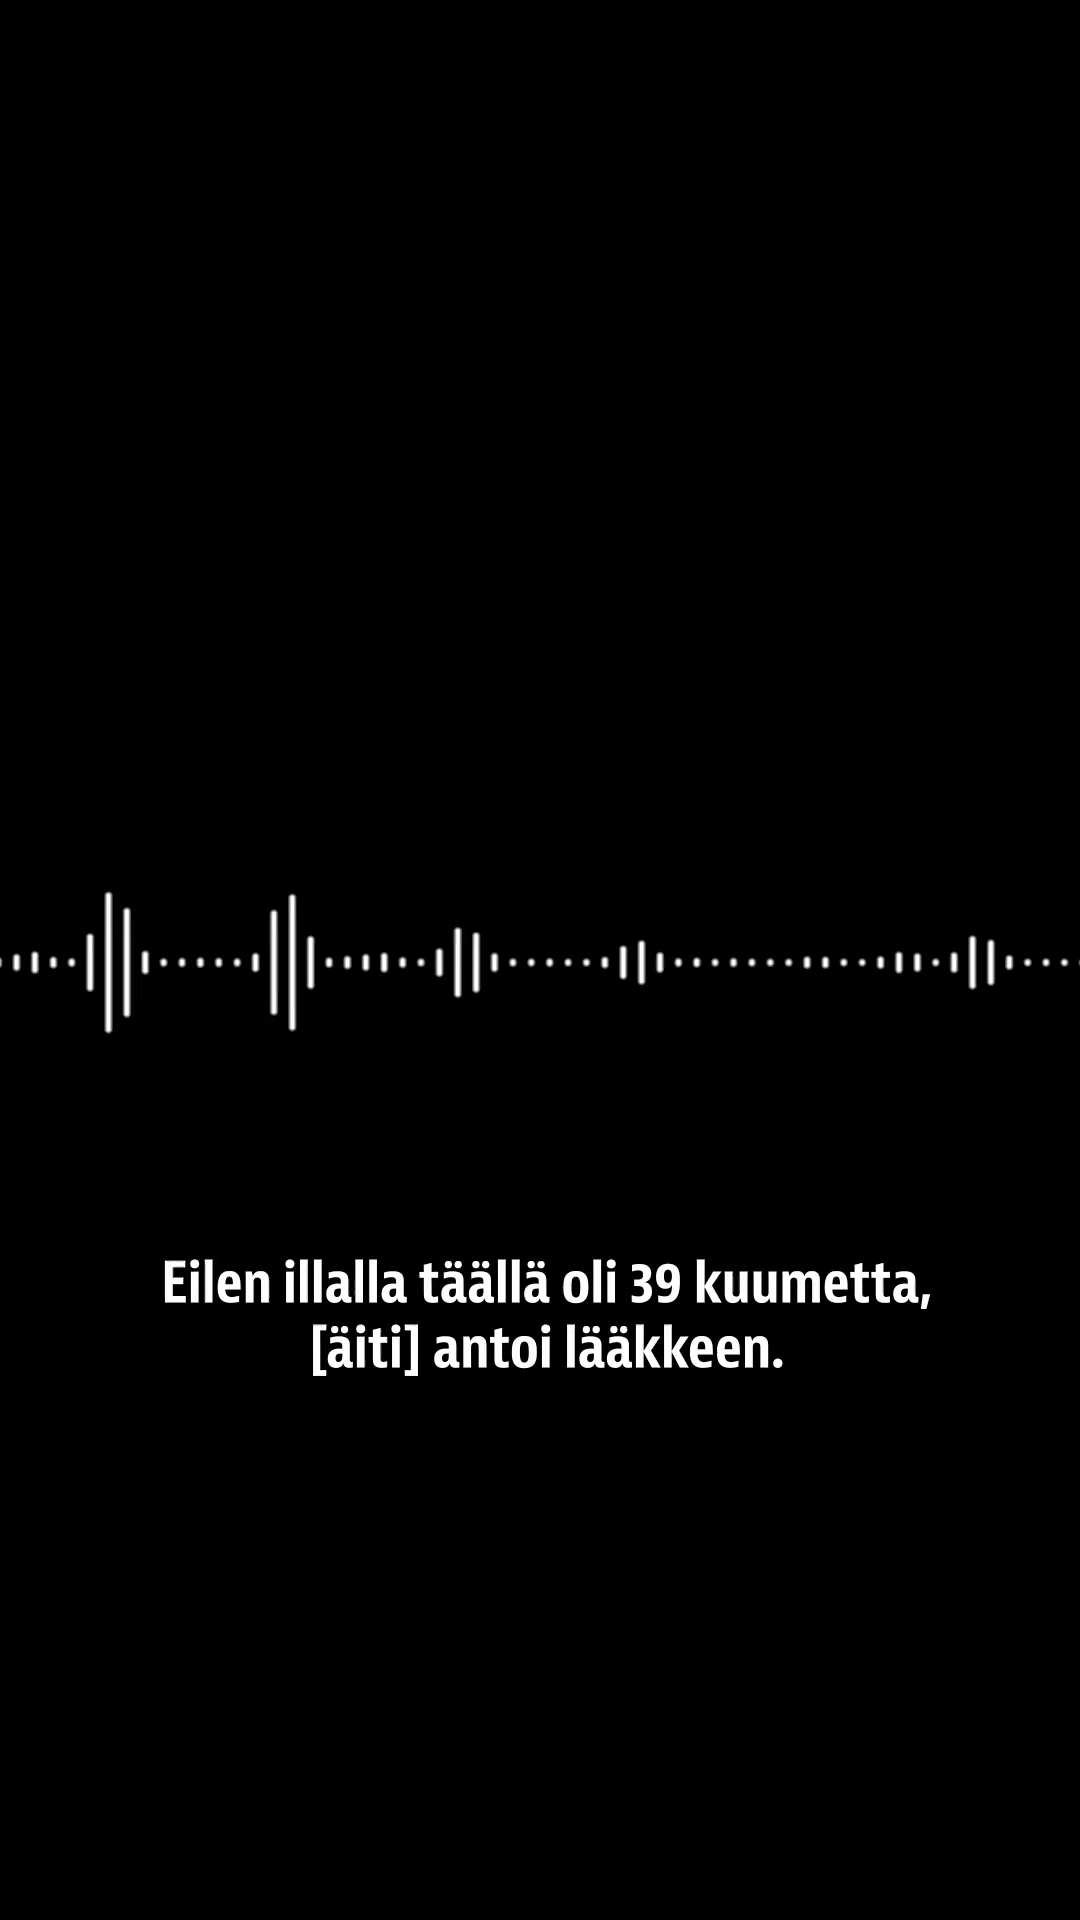 Eilen illalla täällä oli 39 kuumetta,
[äiti] antoi lääkkeen.